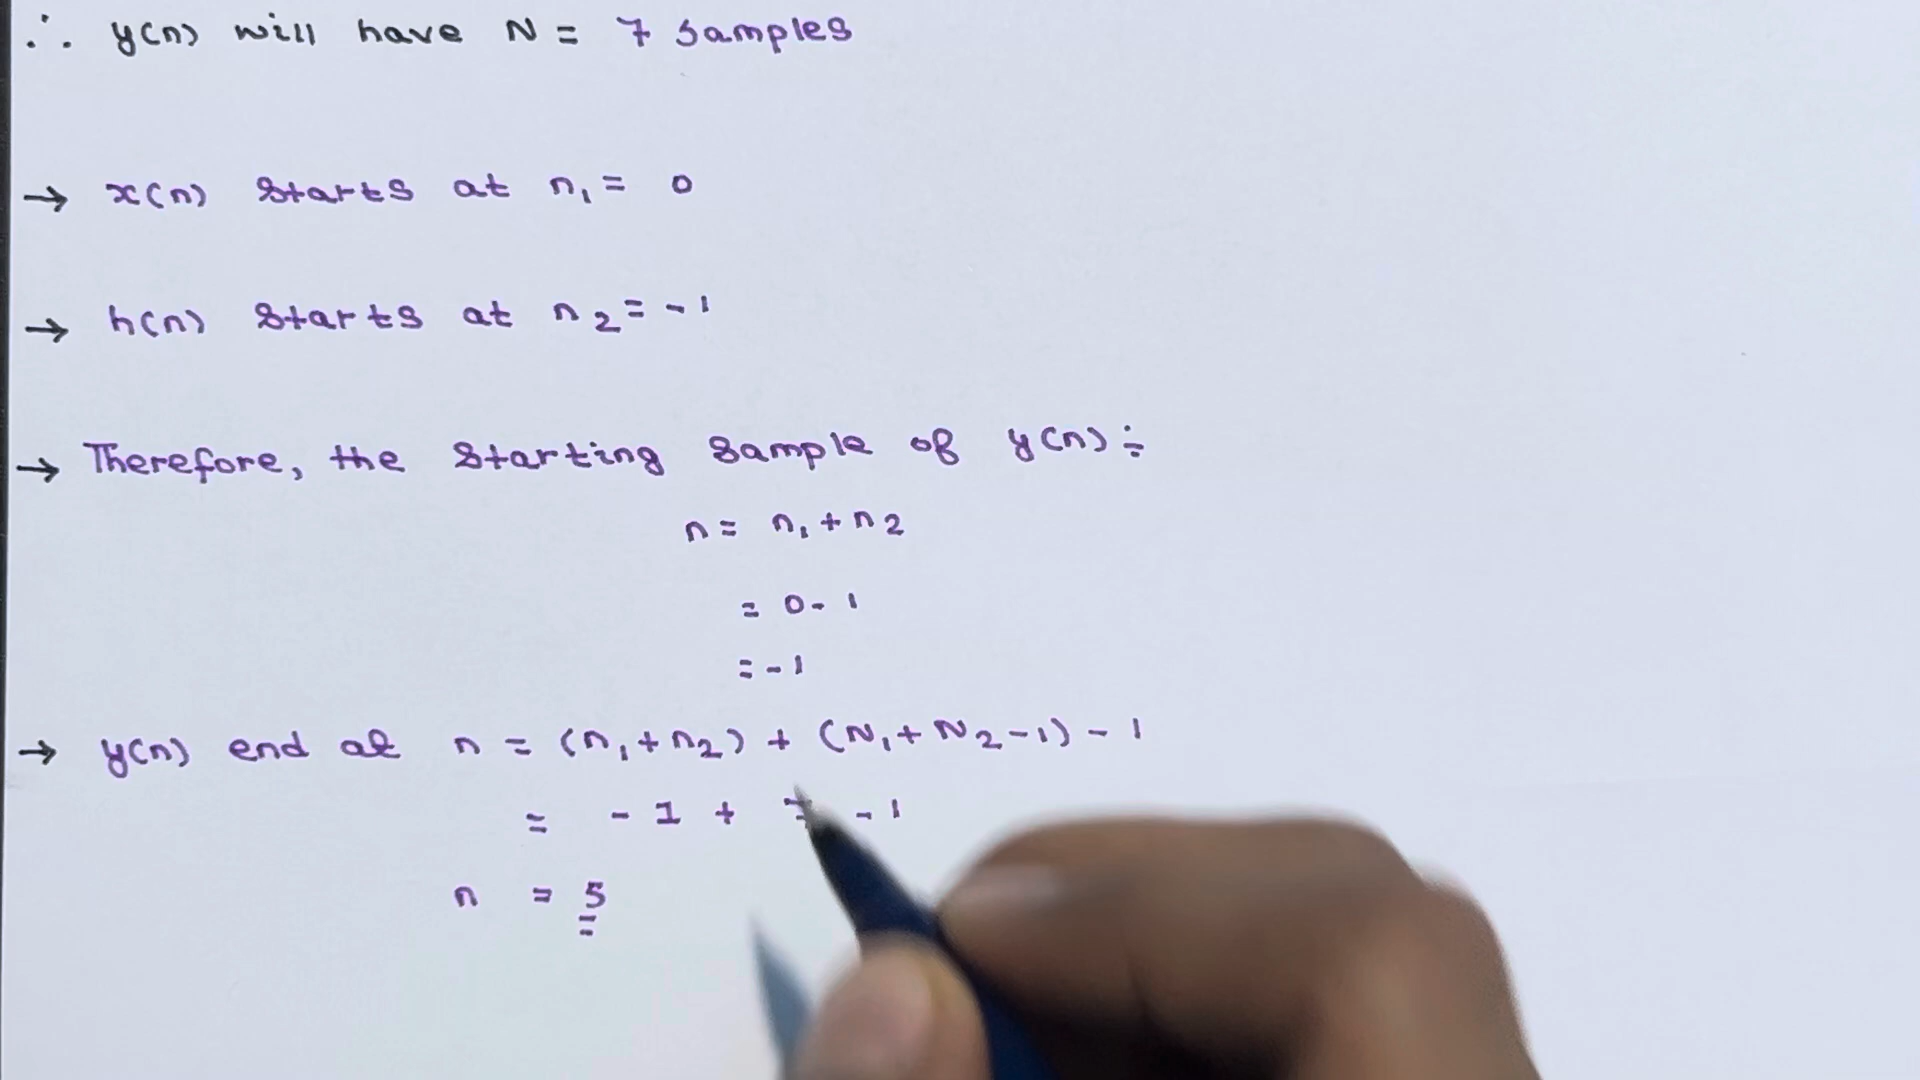 ∴ y(n) will have N = 7 samples
→ x(n) starts at n₁ = 0
→ h(n) starts at n₂ = -1
→ Therefore, the starting sample of y(n) :
n = n₁ + n₂
= 0 - 1
= -1
→ y(n) end at n = (n₁ + n₂) + (N₁ + N₂ - 1) - 1
= - 1 + 7 - 1
n = 5